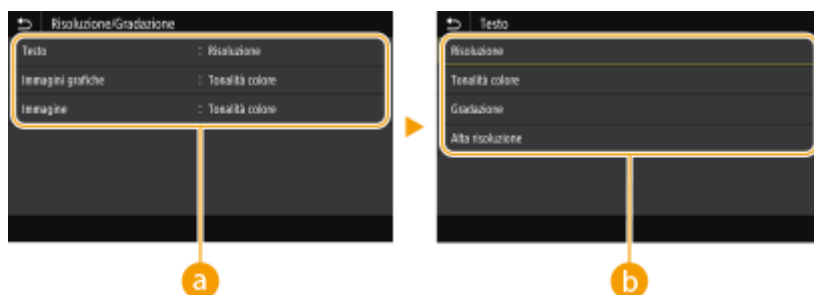 Risoluzione/Gradazione
Testo : Risoluzione
Immagini grafiche : Tonalità colore
Immagine : Tonalità colore
a
Testo
Risoluzione
Tonalità colore
Gradazione
Alta risoluzione
b